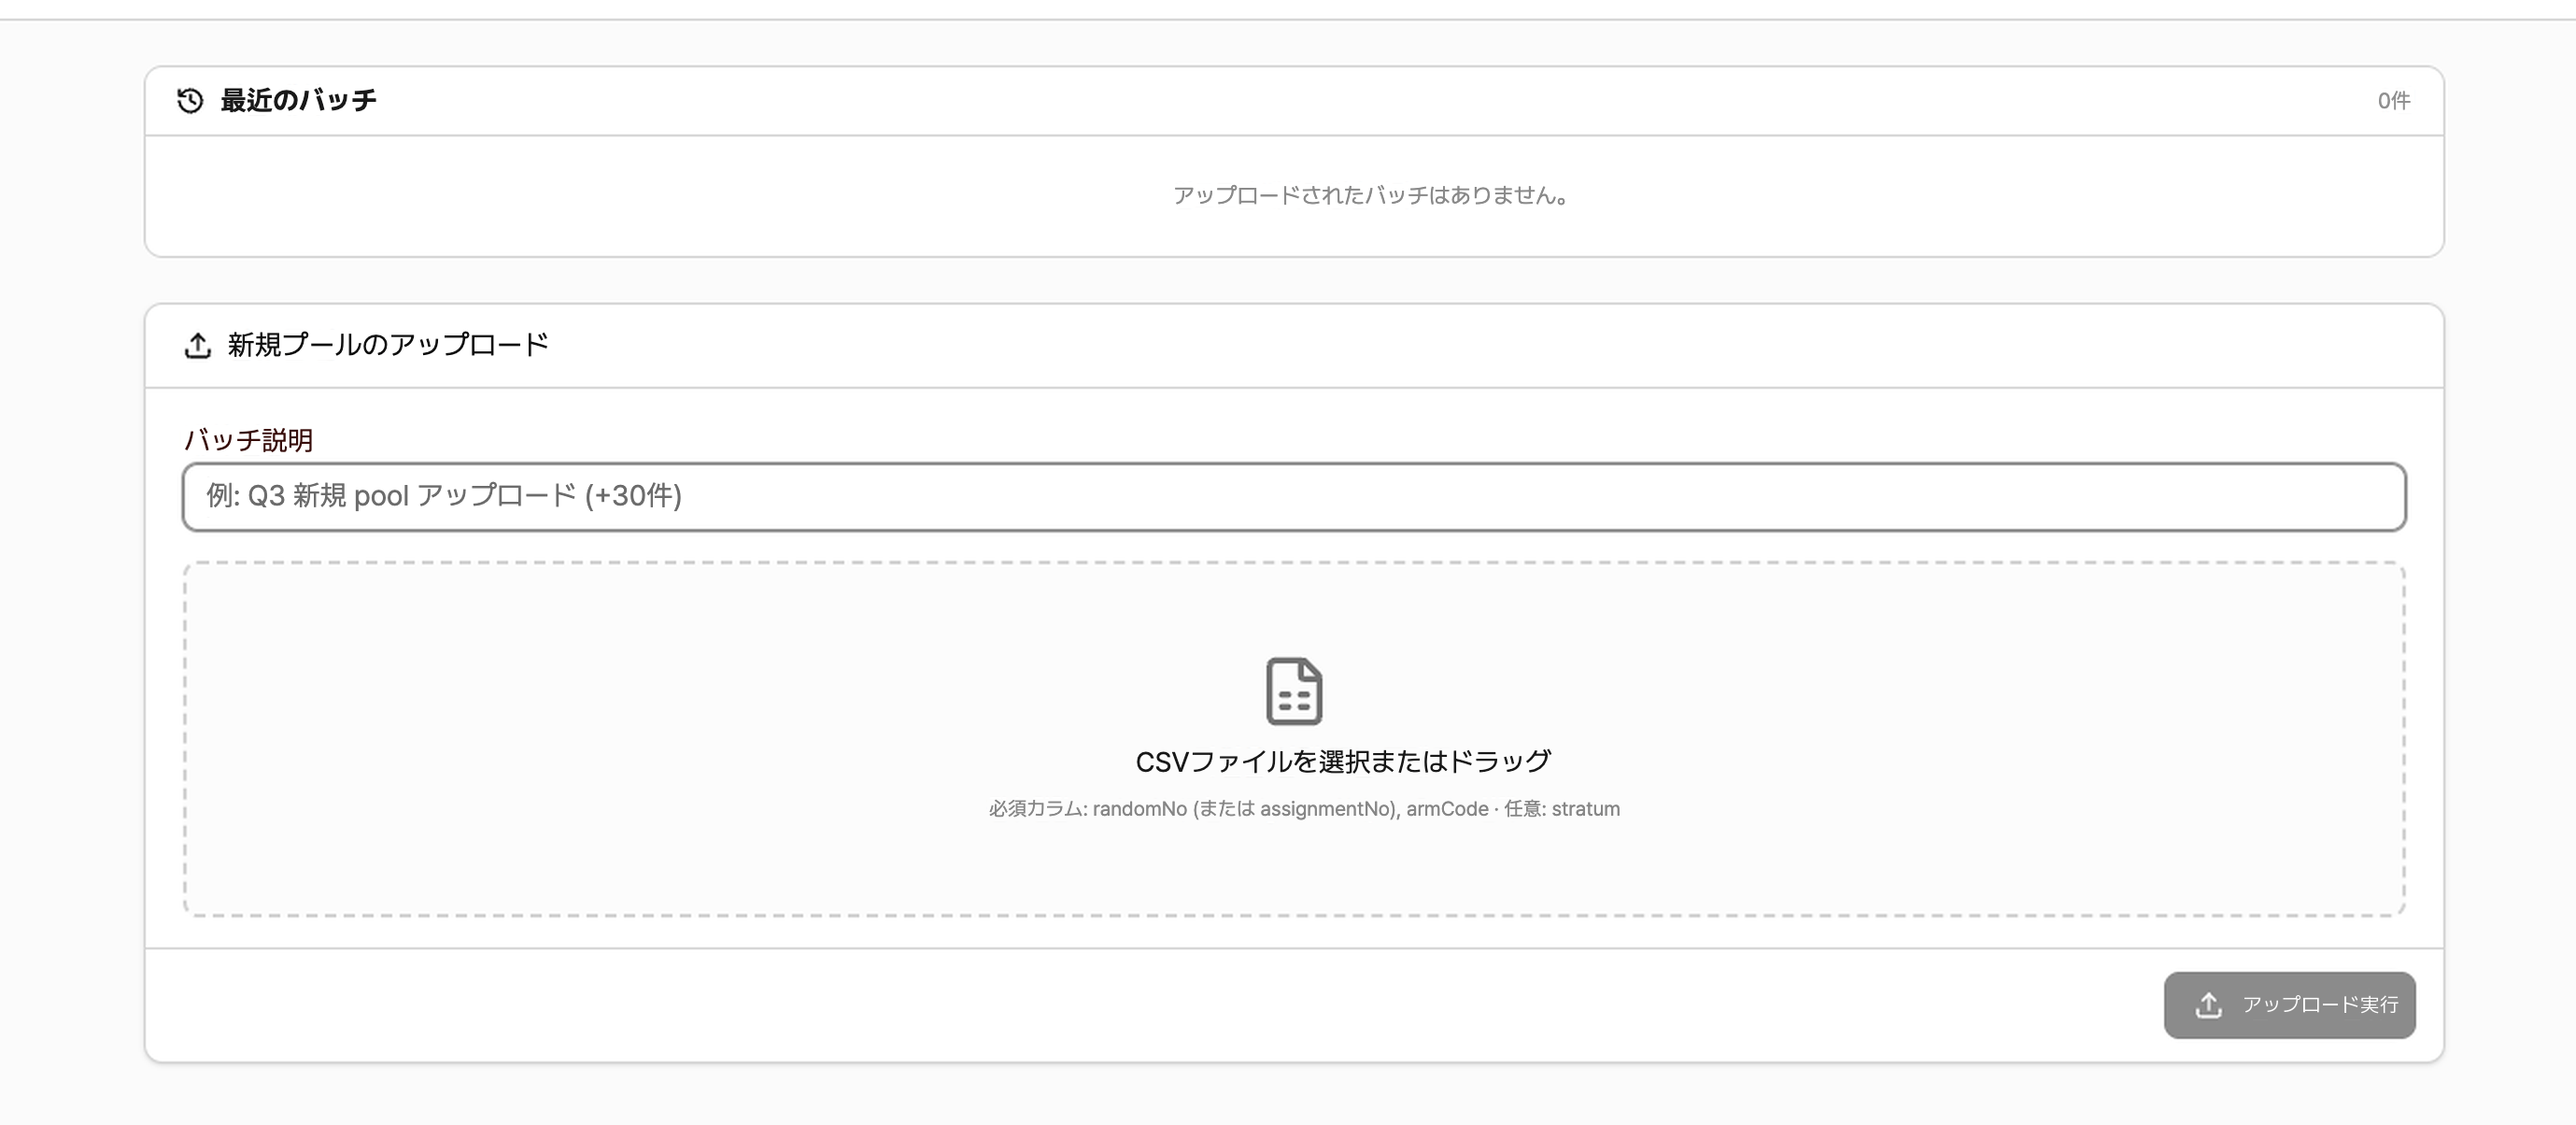 最近のバッチ
0件
アップロードされたバッチはありません。
新規プールのアップロード
バッチ説明
例: Q3 新規 pool アップロード (+30件)
CSVファイルを選択またはドラッグ
必須カラム: randomNo (または assignmentNo), armCode · 任意: stratum
アップロード実行